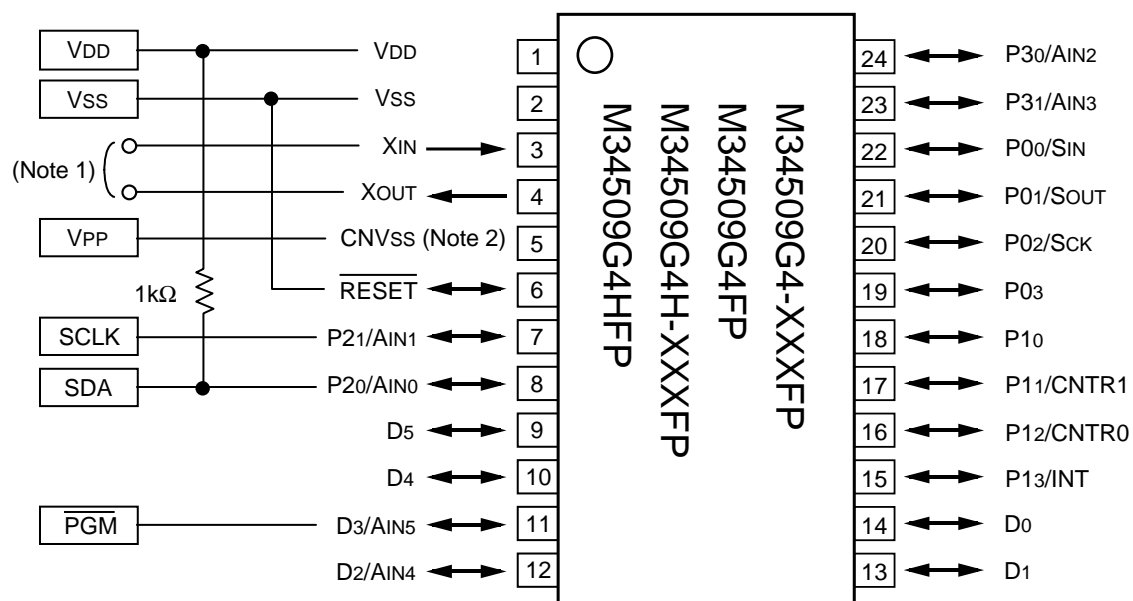 VDD VDD 1 24 P30/AIN2
VSS VSS 2 23 P31/AIN3
(Note 1) XIN 3 22 P00/SIN
XOUT 4 21 P01/SOUT
VPP CNVSS (Note 2) 5 20 P02/SCK
1kΩ RESET 6 19 P03
SCLK P21/AIN1 7 18 P10
SDA P20/AIN0 8 17 P11/CNTR1
D5 9 16 P12/CNTR0
D4 10 15 P13/INT
PGM D3/AIN5 11 14 D0
D2/AIN4 12 13 D1
M34509G4-XXXFP
M34509G4FP
M34509G4H-XXXFP
M34509G4HFP